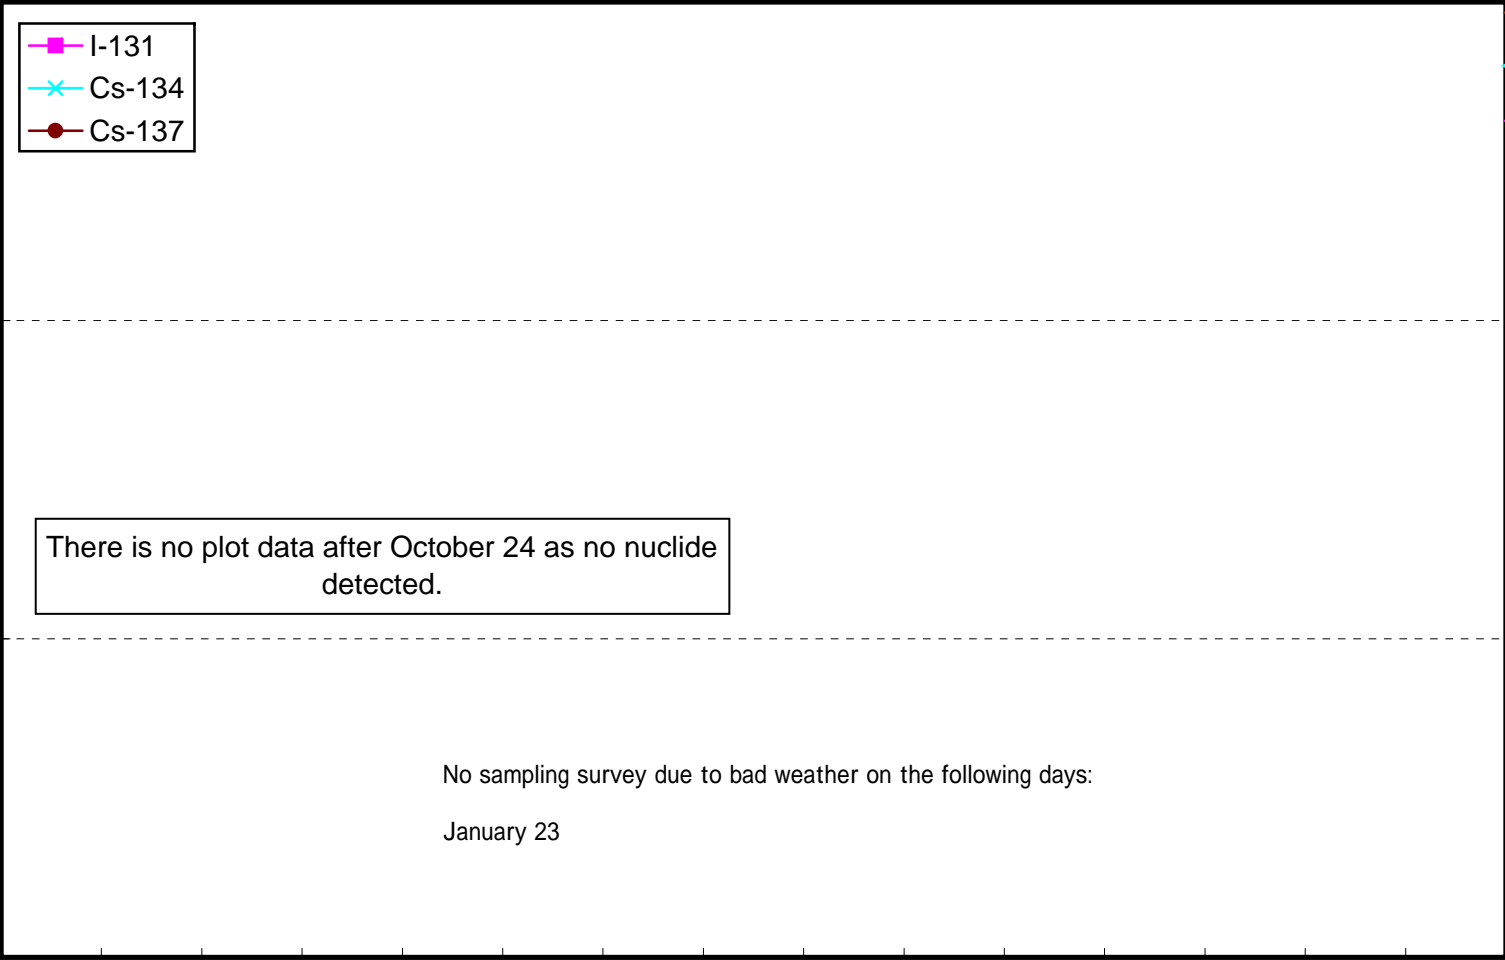 I-131
Cs-134
Cs-137
There is no plot data after October 24 as no nuclide
detected.
No sampling survey due to bad weather on the following days:
January 23